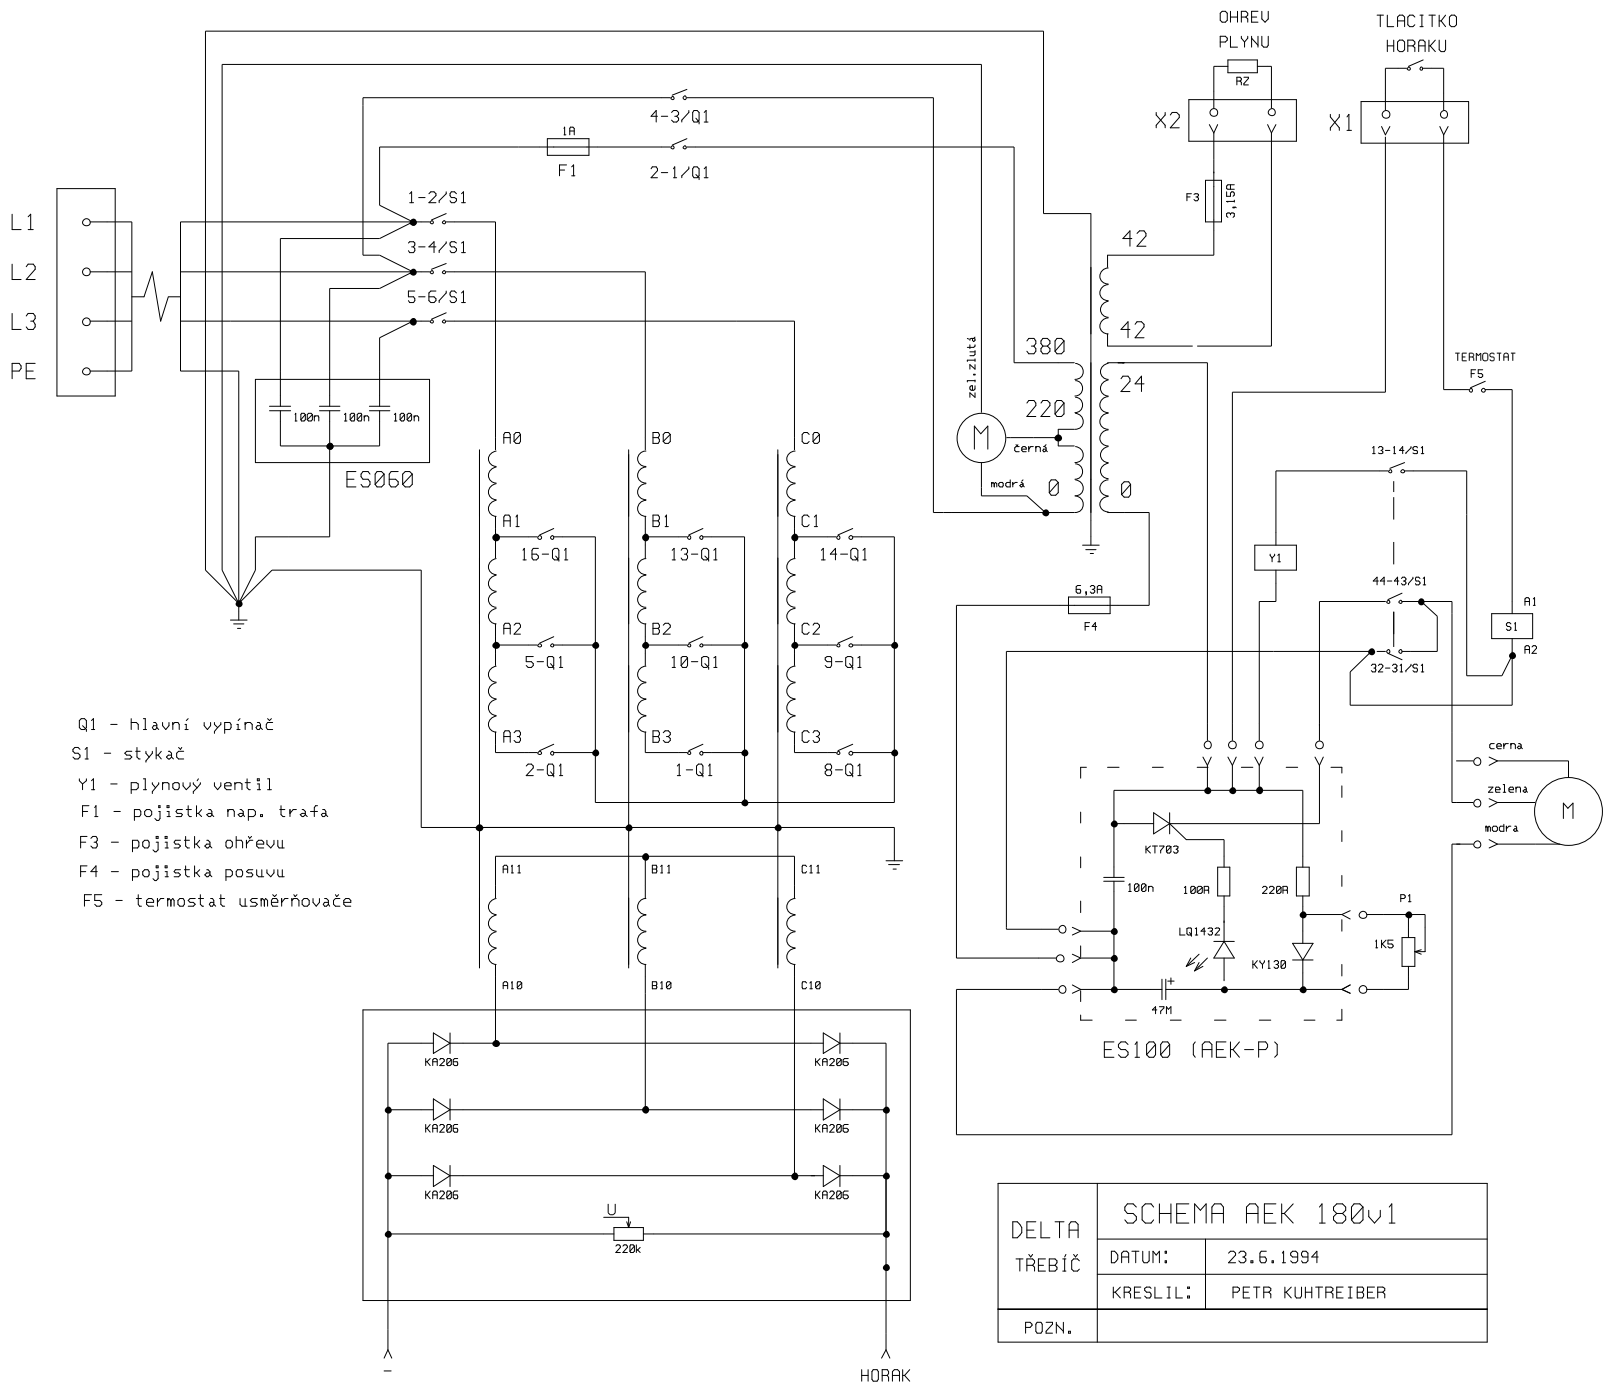 OHREV
PLYNU
TLACITKO
HORAKU
RZ
X2
X1
4-3/Q1
1A
F1
2-1/Q1
F3
3,15A
1-2/S1
3-4/S1
5-6/S1
L1
L2
L3
PE
42
42
380
220
0
24
0
zel.zlutá
M
černá
modrá
TERMOSTAT
F5
100n
100n
100n
ES060
A0
B0
C0
A1
16-Q1
B1
13-Q1
C1
14-Q1
A2
5-Q1
B2
10-Q1
C2
9-Q1
A3
2-Q1
B3
1-Q1
C3
8-Q1
13-14/S1
Y1
44-43/S1
A1
S1
A2
32-31/S1
6,3A
F4
Q1 - hlavní vypínač
S1 - stykač
Y1 - plynový ventil
F1 - pojistka nap. trafa
F3 - pojistka ohřevu
F4 - pojistka posuvu
F5 - termostat usměrňovače
cerna
zelena
modra
M
KT703
100n
100A
220A
P1
1K5
LQ1432
KY130
47M
+
ES100 (AEK-P)
A11
B11
C11
A10
B10
C10
KA206
KA206
KA206
KA206
KA206
KA206
U
220k
-
HORAK
DELTA
TŘEBÍČ
SCHEMA AEK 180v1
DATUM: 23.6.1994
KRESLIL: PETR KUHTREIBER
POZN.